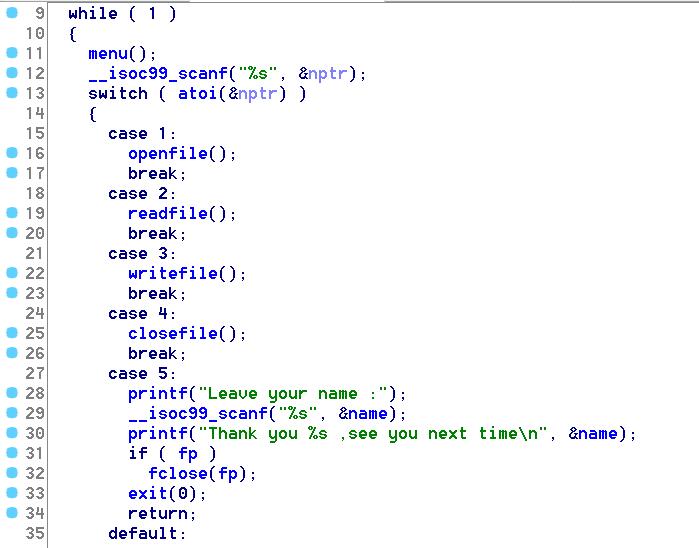 9 while ( 1 )
10 {
11 menu();
12 __isoc99_scanf("%s", &nptr);
13 switch ( atoi(&nptr) )
14 {
15 case 1:
16 openfile();
17 break;
18 case 2:
19 readfile();
20 break;
21 case 3:
22 writefile();
23 break;
24 case 4:
25 closefile();
26 break;
27 case 5:
28 printf("Leave your name :");
29 __isoc99_scanf("%s", &name);
30 printf("Thank you %s ,see you next time\n", &name);
31 if ( fp )
32 fclose(fp);
33 exit(0);
34 return;
35 default: